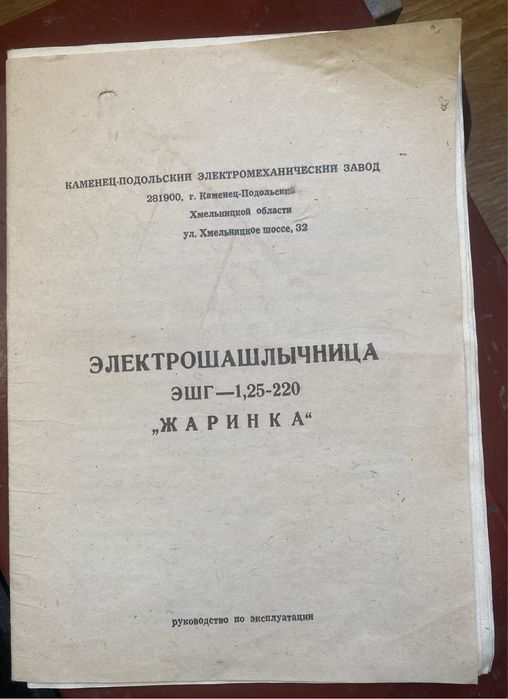 КАМЕНЕЦ-ПОДОЛЬСКИЙ ЭЛЕКТРОМЕХАНИЧЕСКИЙ ЗАВОД
281900, г. Каменец-Подольский
Хмельницкой области
ул. Хмельницкое шоссе, 32
ЭЛЕКТРОШАШЛЫЧНИЦА
ЭШГ—1,25-220
„ЖАРИНКА“
руководство по эксплуатации